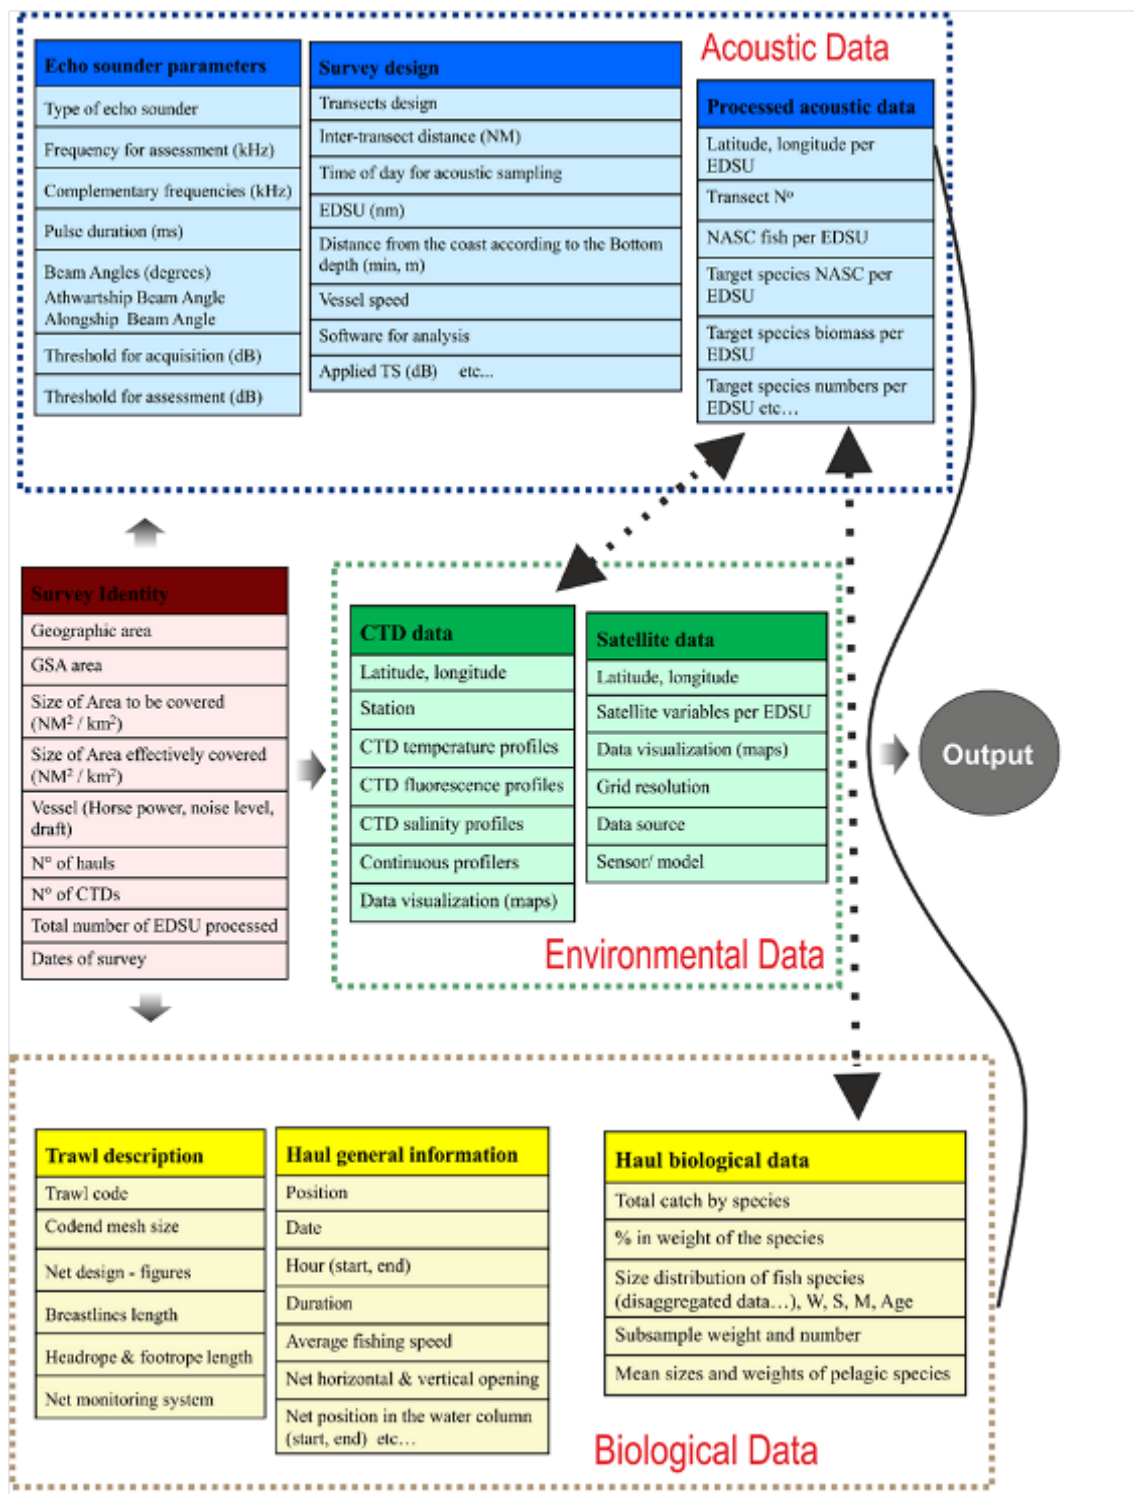 Acoustic Data
Echo sounder parameters
Type of echo sounder
Frequency for assessment (kHz)
Complementary frequencies (kHz)
Pulse duration (ms)
Beam Angles (degrees)
Athwartship Beam Angle
Alongship Beam Angle
Threshold for acquisition (dB)
Threshold for assessment (dB)
Survey design
Transects design
Inter-transect distance (NM)
Time of day for acoustic sampling
EDSU (nm)
Distance from the coast according to the Bottom
depth (min, m)
Vessel speed
Software for analysis
Applied TS (dB) etc...
Processed acoustic data
Latitude, longitude per
EDSU
Transect Nº
NASC fish per EDSU
Target species NASC per
EDSU
Target species biomass per
EDSU
Target species numbers per
EDSU etc…
Survey Identity
Geographic area
GSA area
Size of Area to be covered
(NM² / km²)
Size of Area effectively covered
(NM² / km²)
Vessel (Horse power, noise level,
draft)
N° of hauls
N° of CTDs
Total number of EDSU processed
Dates of survey
CTD data
Latitude, longitude
Station
CTD temperature profiles
CTD fluorescence profiles
CTD salinity profiles
Continuous profilers
Data visualization (maps)
Satellite data
Latitude, longitude
Satellite variables per EDSU
Data visualization (maps)
Grid resolution
Data source
Sensor/ model
Environmental Data
Output
Trawl description
Trawl code
Codend mesh size
Net design - figures
Breastlines length
Headrope & footrope length
Net monitoring system
Haul general information
Position
Date
Hour (start, end)
Duration
Average fishing speed
Net horizontal & vertical opening
Net position in the water column
(start, end) etc…
Haul biological data
Total catch by species
% in weight of the species
Size distribution of fish species
(disaggregated data…), W, S, M, Age
Subsample weight and number
Mean sizes and weights of pelagic species
Biological Data